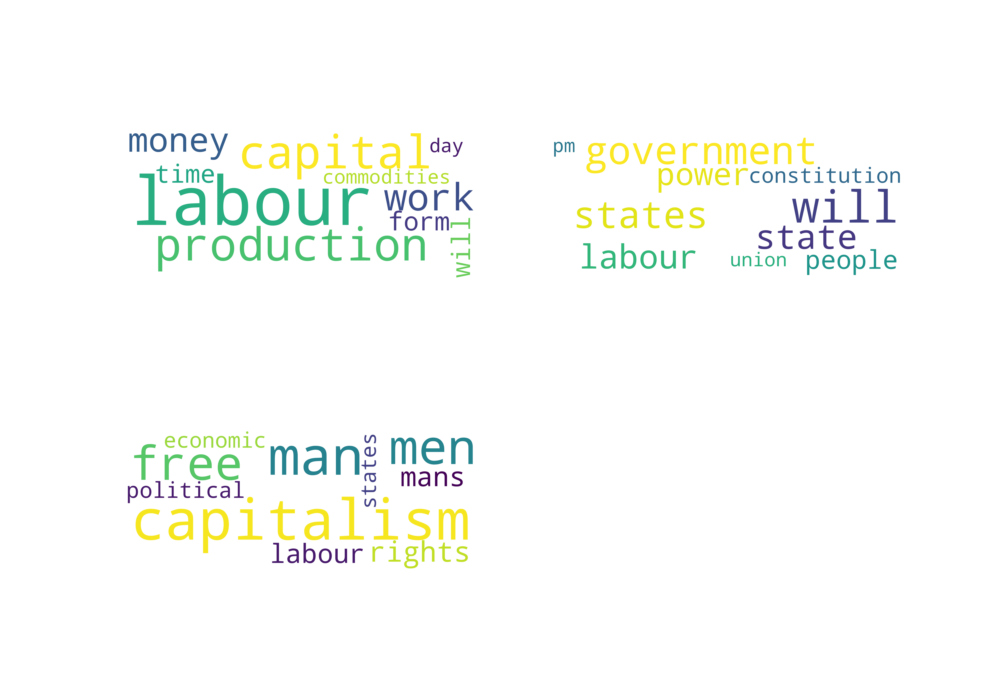 money capital day
time commodities
labour work
form
production will
pm government
power constitution
states will
state
labour union people
economic
free man states men
mans
political
capitalism
labour rights